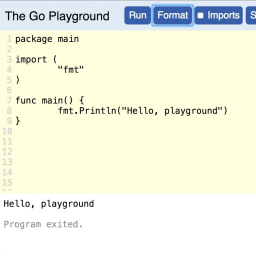 The Go Playground Run Format Imports
1 package main
2
3 import (
4 "fmt"
5 )
6
7 func main() {
8 fmt.Println("Hello, playground")
9 }
10
11
12
13
14
15
Hello, playground
Program exited.